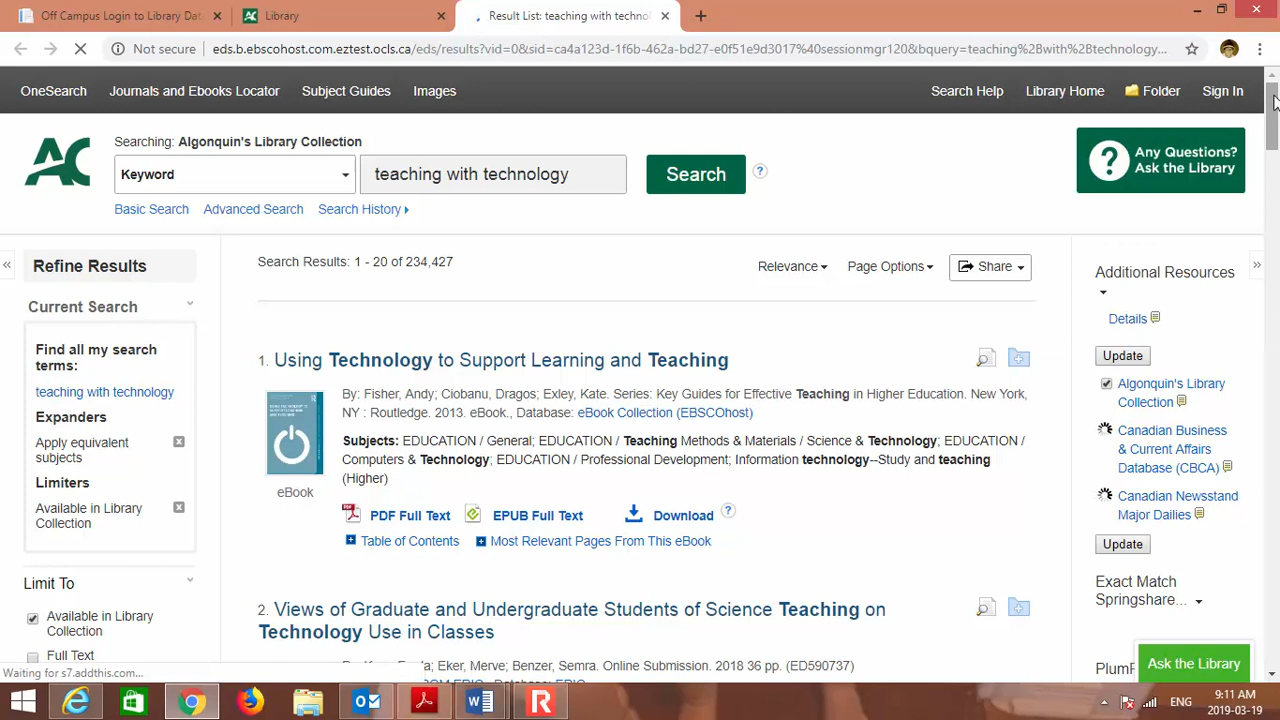 Off Campus Login to Library Dat
Library
Result List: teaching with technol
Not secure
eds.b.ebscohost.com.eztest.ocls.ca/eds/results?vid=0&sid=ca4a123d-1f6b-462a-bd27-e0f51e9d3017%40sessionmgr120&bquery=teaching%2Bwith%2Btechnology...
OneSearch Journals and Ebooks Locator Subject Guides Images Search Help Library Home Folder Sign In
Searching: Algonquin's Library Collection
AC
Keyword
teaching with technology
Search
?
Any Questions?
Ask the Library
Basic Search Advanced Search Search History
Refine Results
Current Search
Find all my search
terms:
teaching with technology
Expanders
Apply equivalent
subjects
Limiters
Available in Library
Collection
Limit To
Available in Library
Collection
Full Text
Search Results: 1 - 20 of 234,427
Relevance Page Options Share
1. Using Technology to Support Learning and Teaching
By: Fisher, Andy; Ciobanu, Dragos; Exley, Kate. Series: Key Guides for Effective Teaching in Higher Education. New York,
NY : Routledge. 2013. eBook., Database: eBook Collection (EBSCOhost)
Subjects: EDUCATION / General; EDUCATION / Teaching Methods & Materials / Science & Technology; EDUCATION /
Computers & Technology; EDUCATION / Professional Development; Information technology--Study and teaching
(Higher)
eBook
PDF Full Text EPUB Full Text Download ?
Table of Contents Most Relevant Pages From This eBook
2. Views of Graduate and Undergraduate Students of Science Teaching on
Technology Use in Classes
Eker, Merve; Benzer, Semra. Online Submission. 2018 36 pp. (ED590737)
Additional Resources
Details
Update
Algonquin's Library
Collection
Canadian Business
& Current Affairs
Database (CBCA)
Canadian Newsstand
Major Dailies
Update
Exact Match
Springshare...
Ask the Library
Waiting for s7.addthis.com...
ENG
9:11 AM
2019-03-19